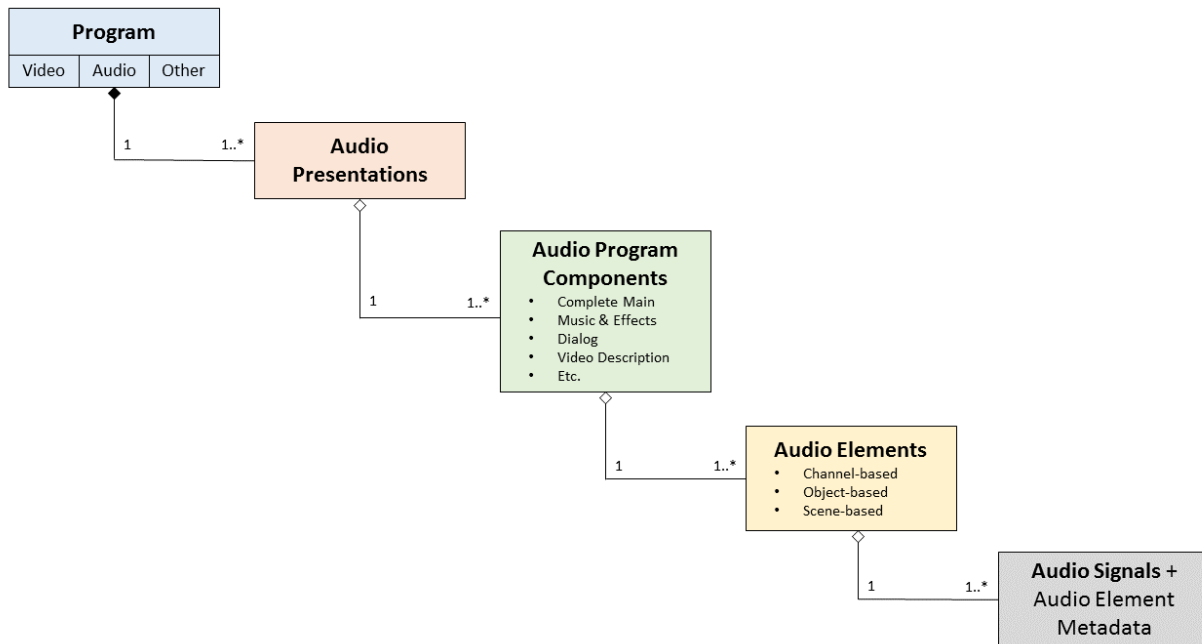 Program
Video Audio Other
1 1..*
Audio
Presentations
1 1..*
Audio Program
Components
• Complete Main
• Music & Effects
• Dialog
• Video Description
• Etc.
1 1..*
Audio Elements
• Channel-based
• Object-based
• Scene-based
1 1..*
Audio Signals +
Audio Element
Metadata